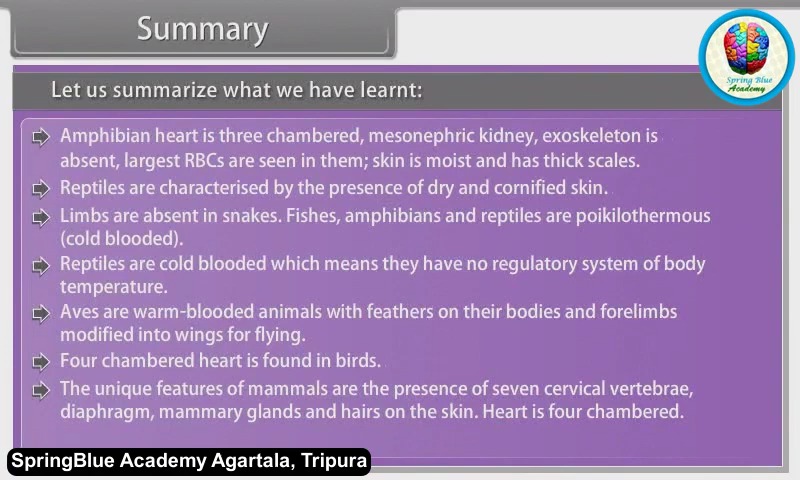 Summary
Spring Blue
Academy
Let us summarize what we have learnt:
Amphibian heart is three chambered, mesonephric kidney, exoskeleton is
absent, largest RBCs are seen in them; skin is moist and has thick scales.
Reptiles are characterised by the presence of dry and cornified skin.
Limbs are absent in snakes. Fishes, amphibians and reptiles are poikilothermous
(cold blooded).
Reptiles are cold blooded which means they have no regulatory system of body
temperature.
Aves are warm-blooded animals with feathers on their bodies and forelimbs
modified into wings for flying.
Four chambered heart is found in birds.
The unique features of mammals are the presence of seven cervical vertebrae,
diaphragm, mammary glands and hairs on the skin. Heart is four chambered.
SpringBlue Academy Agartala, Tripura